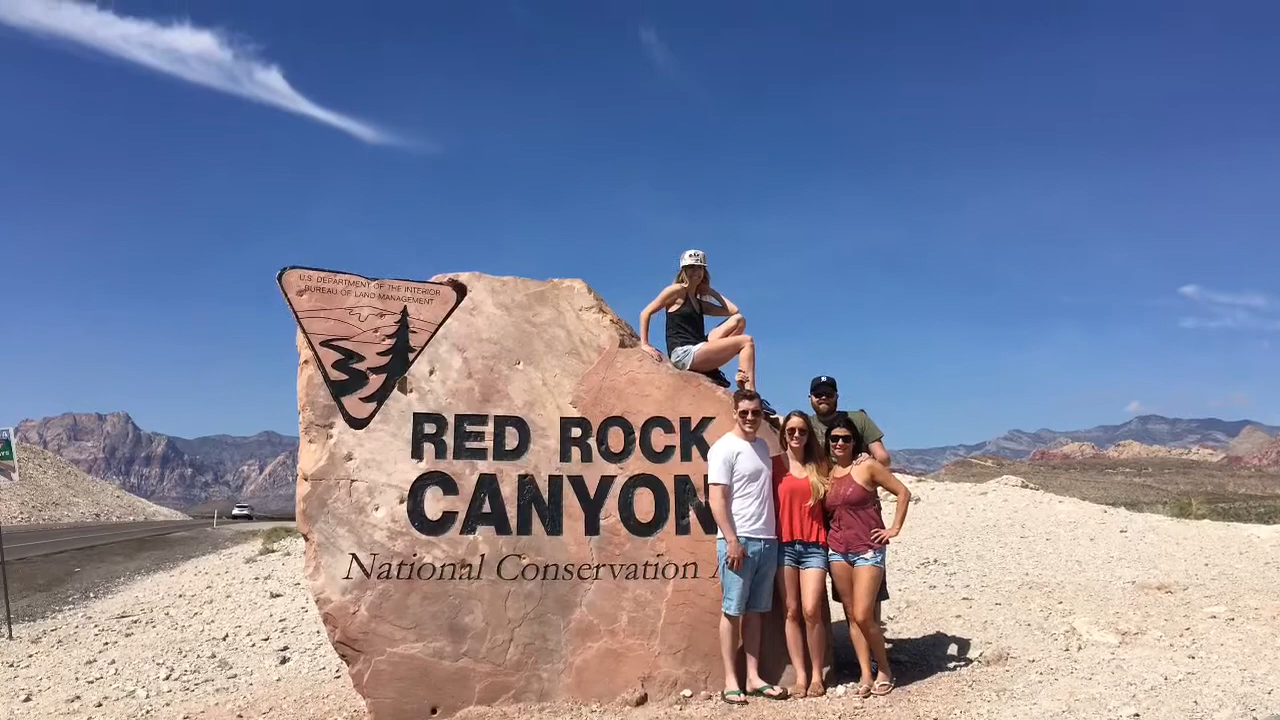 U.S. DEPARTMENT OF THE INTERIOR
BUREAU OF LAND MANAGEMENT
RED ROCK
CANYON
National Conservation